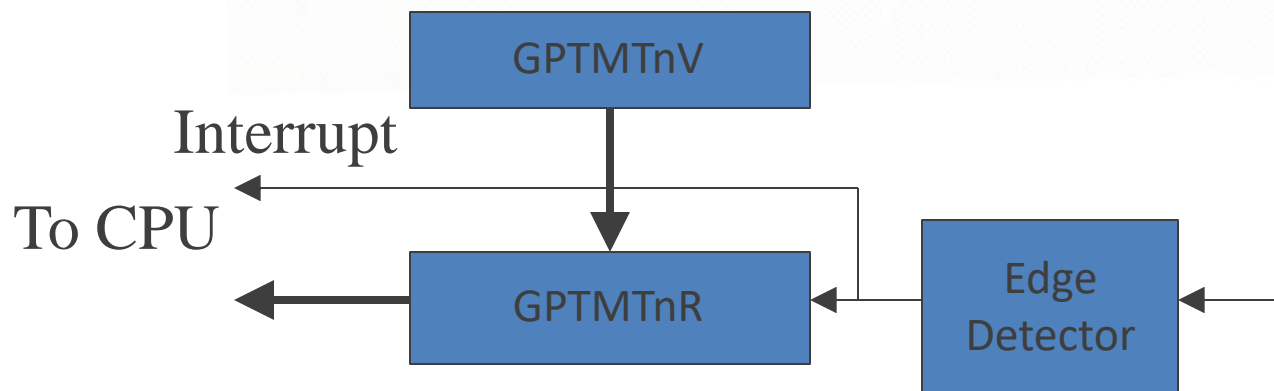 GPTMTnV
Interrupt
To CPU
GPTMTnR
Edge
Detector